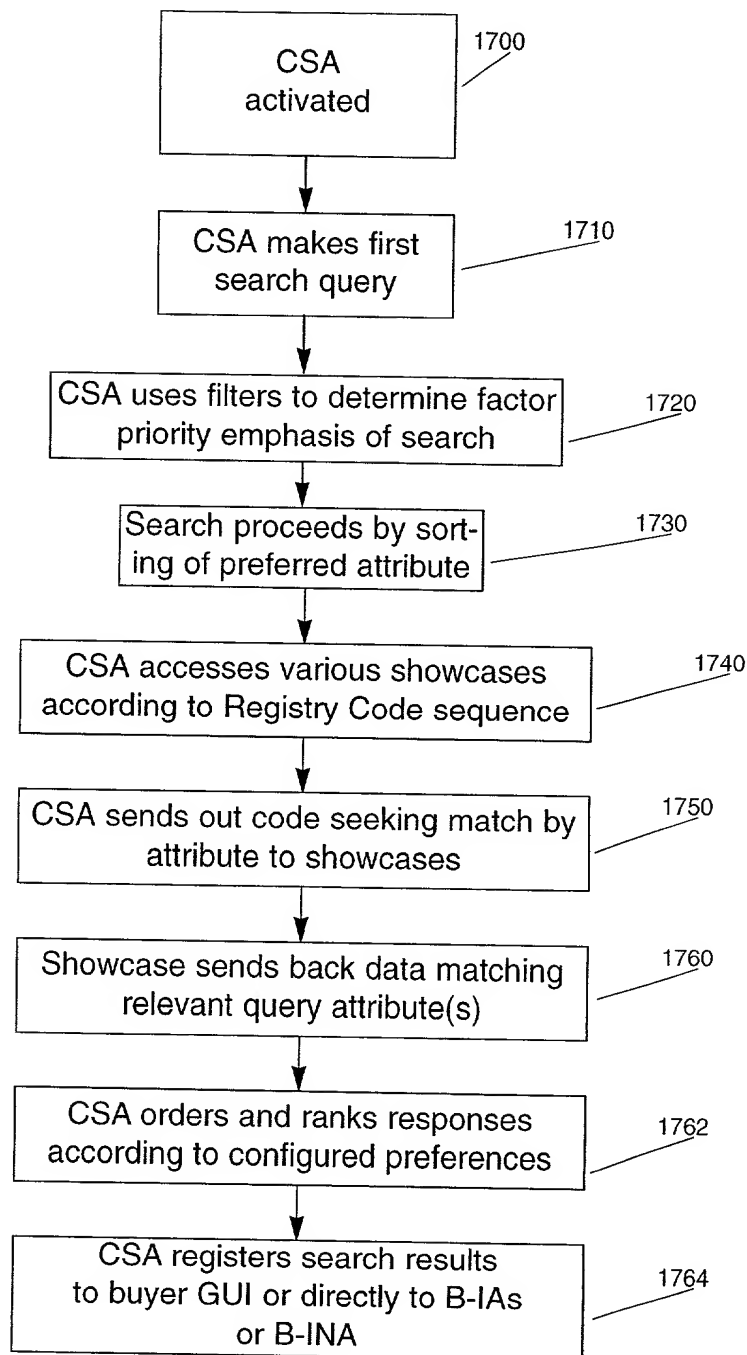 CSA
activated
1700
CSA makes first
search query
1710
CSA uses filters to determine factor
priority emphasis of search
1720
Search proceeds by sort-
ing of preferred attribute
1730
CSA accesses various showcases
according to Registry Code sequence
1740
CSA sends out code seeking match by
attribute to showcases
1750
Showcase sends back data matching
relevant query attribute(s)
1760
CSA orders and ranks responses
according to configured preferences
1762
CSA registers search results
to buyer GUI or directly to B-IAs
or B-INA
1764